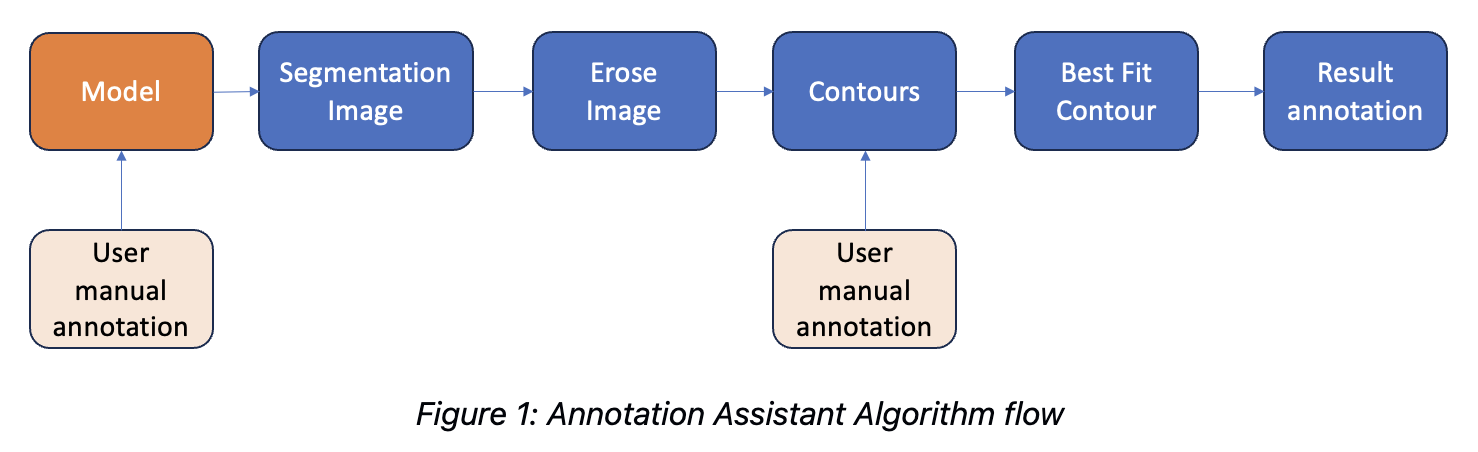 Model
Segmentation
Image
Erose
Image
Contours
Best Fit
Contour
Result
annotation
User
manual
annotation
User
manual
annotation
Figure 1: Annotation Assistant Algorithm flow